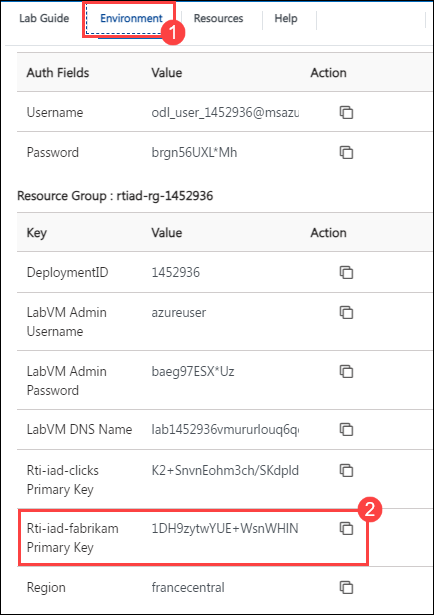 Lab Guide Environment Resources Help
1
Auth Fields Value Action
Username odl_user_1452936@msazu
Password brgn56UXL*Mh
Resource Group : rtiad-rg-1452936
Key Value Action
DeploymentID 1452936
LabVM Admin azureuser
Username
LabVM Admin baeg97ESX*Uz
Password
LabVM DNS Name lab1452936vmururlouq6q
Rti-iad-clicks K2+SnvnEohm3ch/SKdpld
Primary Key
2
Rti-iad-fabrikam 1DH9zytwYUE+WsnWHIN
Primary Key
Region francecentral